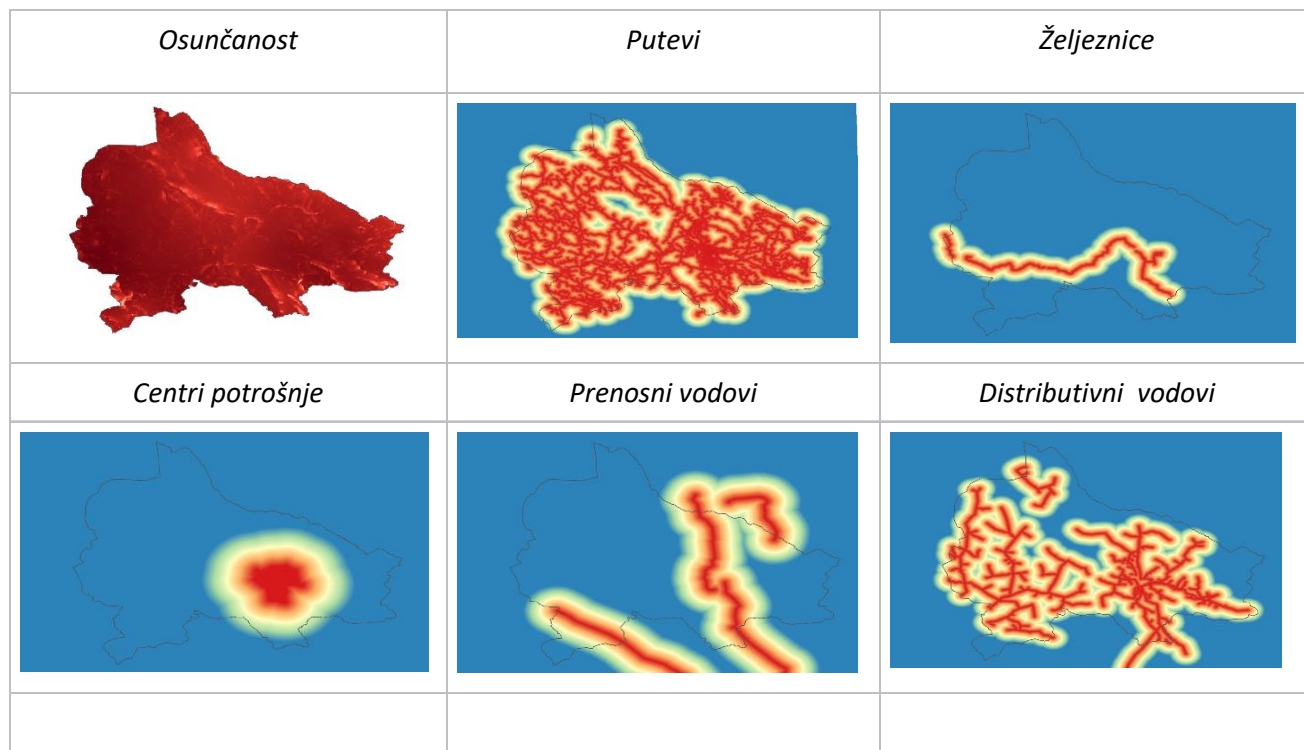 Osunčanost
Putevi
Željeznice
Centri potrošnje
Prenosni vodovi
Distributivni vodovi